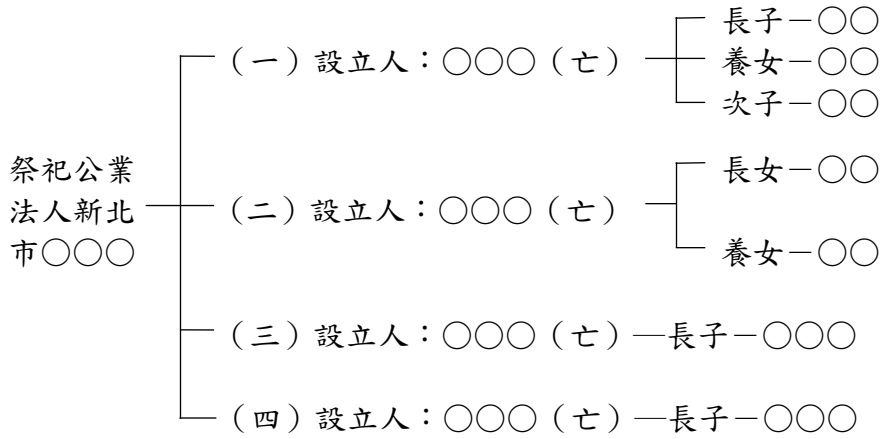 祭祀公業
法人新北
市○○○
(一)設立人:○○○(亡)
長子-○○
養女-○○
次子-○○
(二)設立人:○○○(亡)
長女-○○
養女-○○
(三)設立人:○○○(亡)—長子-○○○
(四)設立人:○○○(亡)—長子-○○○